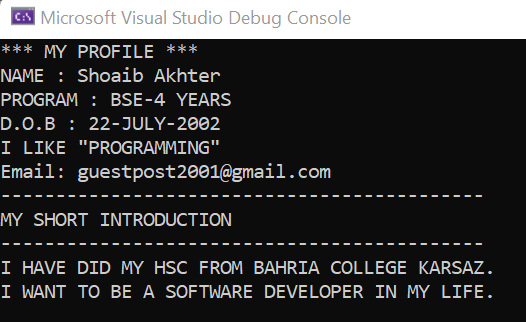 Microsoft Visual Studio Debug Console
*** MY PROFILE ***
NAME : Shoaib Akhter
PROGRAM : BSE-4 YEARS
D.O.B : 22-JULY-2002
I LIKE "PROGRAMMING"
Email: guestpost2001@gmail.com
--------------------------------------------
MY SHORT INTRODUCTION
--------------------------------------------
I HAVE DID MY HSC FROM BAHRIA COLLEGE KARSAZ.
I WANT TO BE A SOFTWARE DEVELOPER IN MY LIFE.